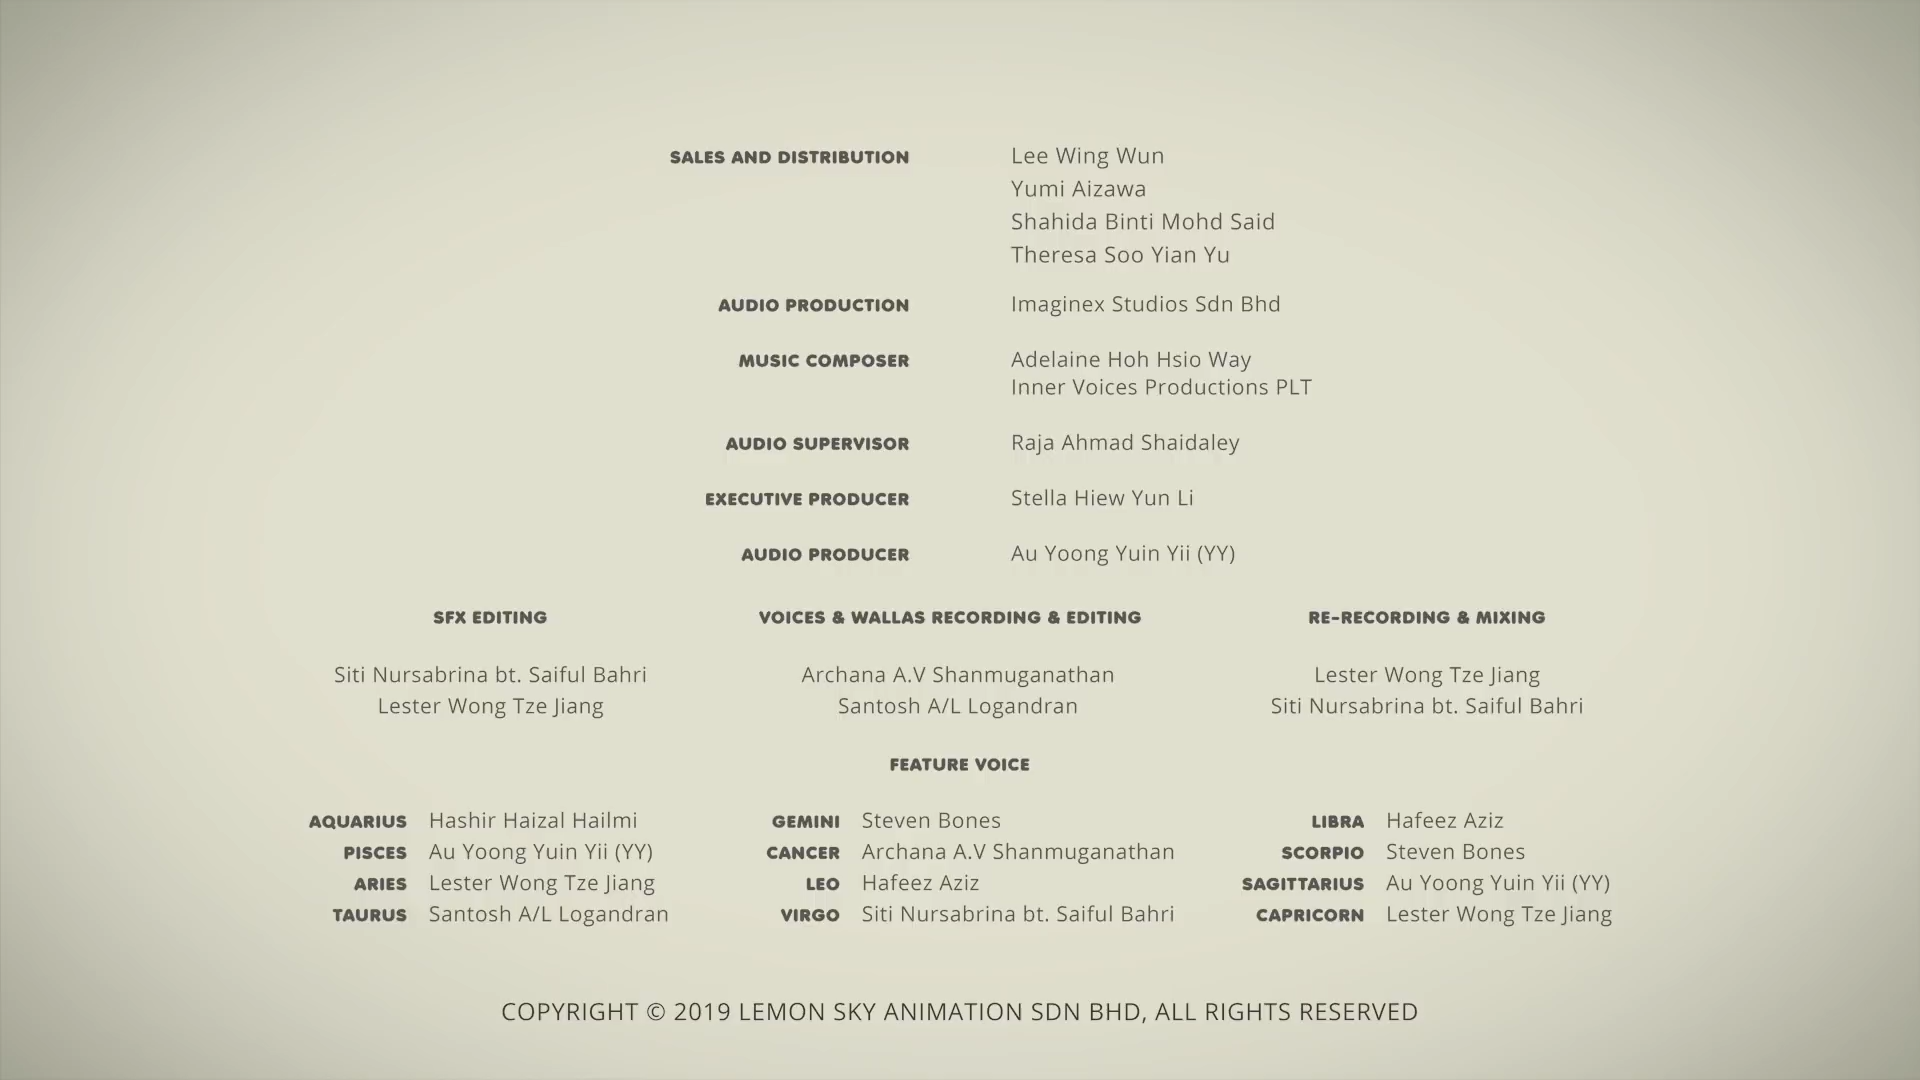 SALES AND DISTRIBUTION Lee Wing Wun
Yumi Aizawa
Shahida Binti Mohd Said
Theresa Soo Yian Yu
AUDIO PRODUCTION Imaginex Studios Sdn Bhd
MUSIC COMPOSER Adelaine Hoh Hsio Way
Inner Voices Productions PLT
AUDIO SUPERVISOR Raja Ahmad Shaidaley
EXECUTIVE PRODUCER Stella Hiew Yun Li
AUDIO PRODUCER Au Yoong Yuin Yii (YY)
SFX EDITING
Siti Nursabrina bt. Saiful Bahri
Lester Wong Tze Jiang
VOICES & WALLAS RECORDING & EDITING
Archana A.V Shanmuganathan
Santosh A/L Logandran
RE-RECORDING & MIXING
Lester Wong Tze Jiang
Siti Nursabrina bt. Saiful Bahri
FEATURE VOICE
AQUARIUS Hashir Haizal Hailmi
PISCES Au Yoong Yuin Yii (YY)
ARIES Lester Wong Tze Jiang
TAURUS Santosh A/L Logandran
GEMINI Steven Bones
CANCER Archana A.V Shanmuganathan
LEO Hafeez Aziz
VIRGO Siti Nursabrina bt. Saiful Bahri
LIBRA Hafeez Aziz
SCORPIO Steven Bones
SAGITTARIUS Au Yoong Yuin Yii (YY)
CAPRICORN Lester Wong Tze Jiang
COPYRIGHT © 2019 LEMON SKY ANIMATION SDN BHD, ALL RIGHTS RESERVED